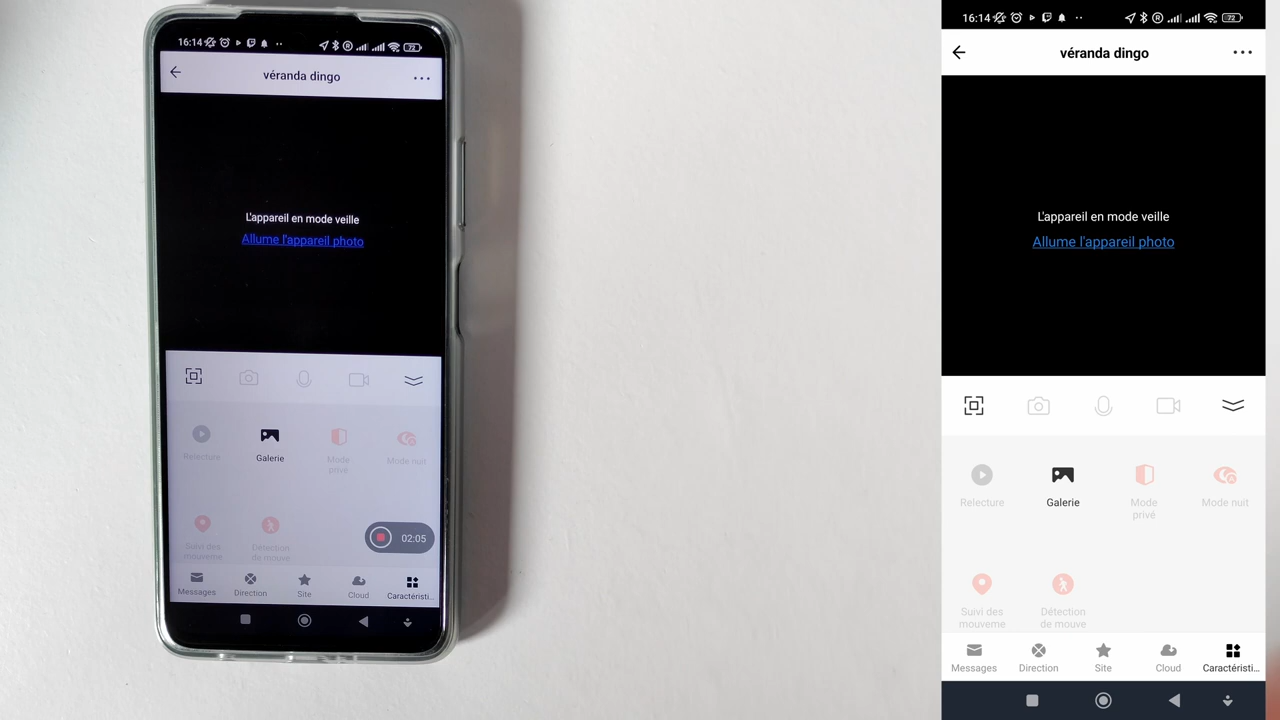 16:14
72
véranda dingo
L'appareil en mode veille
Allume l'appareil photo
Relecture
Galerie
Mode
privé
Mode nuit
Suivi des
mouveme
Détection
de mouve
02:05
Messages
Direction
Site
Cloud
Caractéristi...
16:14
72
véranda dingo
L'appareil en mode veille
Allume l'appareil photo
Relecture
Galerie
Mode
privé
Mode nuit
Suivi des
mouveme
Détection
de mouve
Messages
Direction
Site
Cloud
Caractéristi...